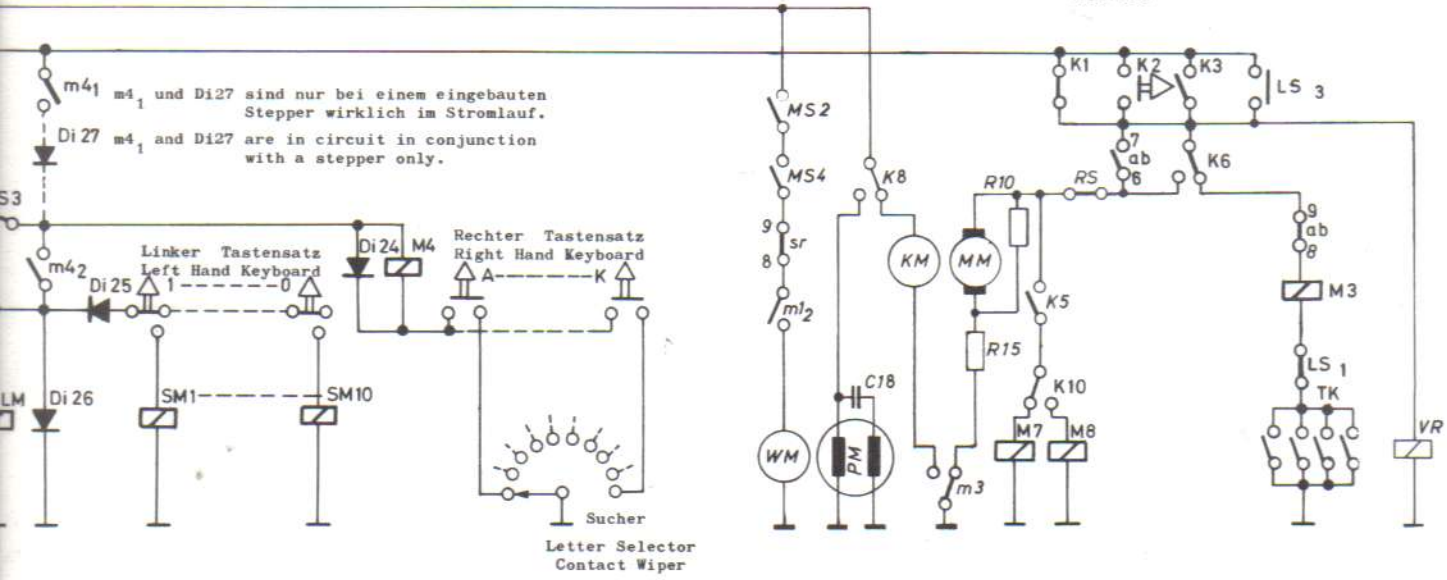 K1
K2
K3
LS 3
m4₁
m4₁ und Di27 sind nur bei einem eingebauten
Stepper wirklich im Stromlauf.
Di 27
m4₁ and Di27 are in circuit in conjunction
with a stepper only.
MS2
MS4
K8
7
ab
6
K6
R10
RS
S3
9
sr
8
9
ab
8
Linker Tastensatz
Left Hand Keyboard
Di 24
M4
Rechter Tastensatz
Right Hand Keyboard
m4₂
Di 25
1
0
A
K
KM
MM
M3
m1₂
K5
R15
LS 1
LM
Di 26
SM1
SM10
C18
K10
TK
M7
M8
VR
WM
PM
m3
Sucher
Letter Selector
Contact Wiper